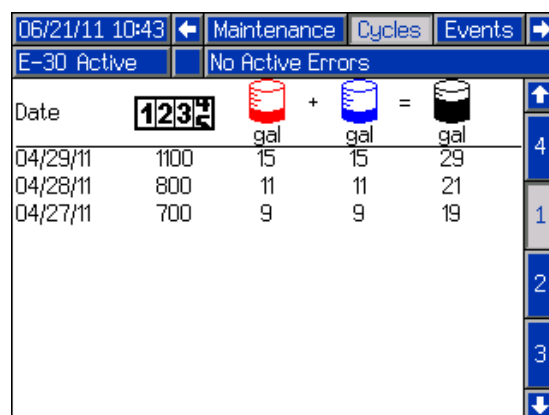 06/21/11 10:43 Maintenance Cycles Events
E-30 Active No Active Errors
Date 1234 + =
gal gal gal
04/29/11 1100 15 15 29
04/28/11 800 11 11 21
04/27/11 700 9 9 19
4
1
2
3